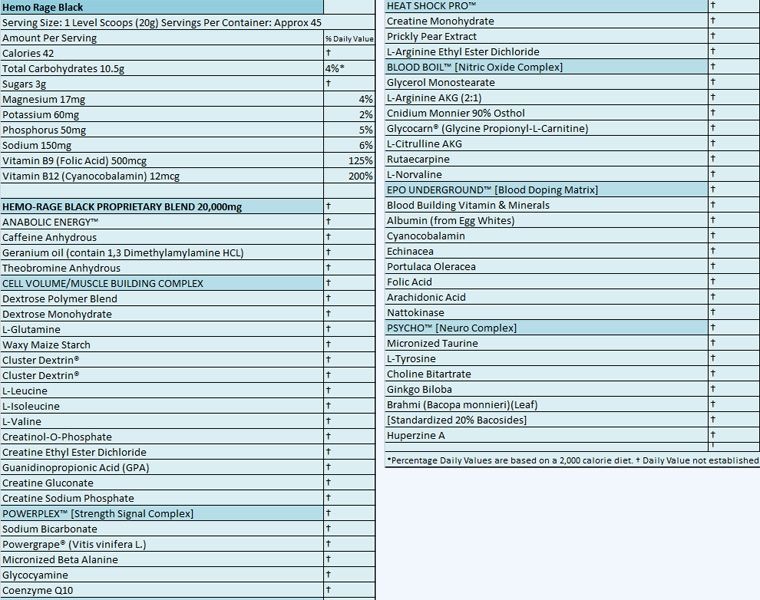 Hemo Rage Black
Serving Size: 1 Level Scoops (20g) Servings Per Container: Approx 45
Amount Per Serving % Daily Value
Calories 42 †
Total Carbohydrates 10.5g 4%*
Sugars 3g †
Magnesium 17mg 4%
Potassium 60mg 2%
Phosphorus 50mg 5%
Sodium 150mg 6%
Vitamin B9 (Folic Acid) 500mcg 125%
Vitamin B12 (Cyanocobalamin) 12mcg 200%
HEMO-RAGE BLACK PROPRIETARY BLEND 20,000mg †
ANABOLIC ENERGY™ †
Caffeine Anhydrous †
Geranium oil (contain 1,3 Dimethylamylamine HCL) †
Theobromine Anhydrous †
CELL VOLUME/MUSCLE BUILDING COMPLEX †
Dextrose Polymer Blend †
Dextrose Monohydrate †
L-Glutamine †
Waxy Maize Starch †
Cluster Dextrin® †
Cluster Dextrin® †
L-Leucine †
L-Isoleucine †
L-Valine †
Creatinol-O-Phosphate †
Creatine Ethyl Ester Dichloride †
Guanidinopropionic Acid (GPA) †
Creatine Gluconate †
Creatine Sodium Phosphate †
POWERPLEX™ [Strength Signal Complex] †
Sodium Bicarbonate †
Powergrape® (Vitis vinifera L.) †
Micronized Beta Alanine †
Glycocyamine †
Coenzyme Q10 †
HEAT SHOCK PRO™ †
Creatine Monohydrate †
Prickly Pear Extract †
L-Arginine Ethyl Ester Dichloride †
BLOOD BOIL™ [Nitric Oxide Complex] †
Glycerol Monostearate †
L-Arginine AKG (2:1) †
Cnidium Monnier 90% Osthol †
Glycocarn® (Glycine Propionyl-L-Carnitine) †
L-Citrulline AKG †
Rutaecarpine †
L-Norvaline †
EPO UNDERGROUND™ [Blood Doping Matrix] †
Blood Building Vitamin & Minerals †
Albumin (from Egg Whites) †
Cyanocobalamin †
Echinacea †
Portulaca Oleracea †
Folic Acid †
Arachidonic Acid †
Nattokinase †
PSYCHO™ [Neuro Complex] †
Micronized Taurine †
L-Tyrosine †
Choline Bitartrate †
Ginkgo Biloba †
Brahmi (Bacopa monnieri)(Leaf) †
[Standardized 20% Bacosides] †
Huperzine A †
*Percentage Daily Values are based on a 2,000 calorie diet. † Daily Value not established